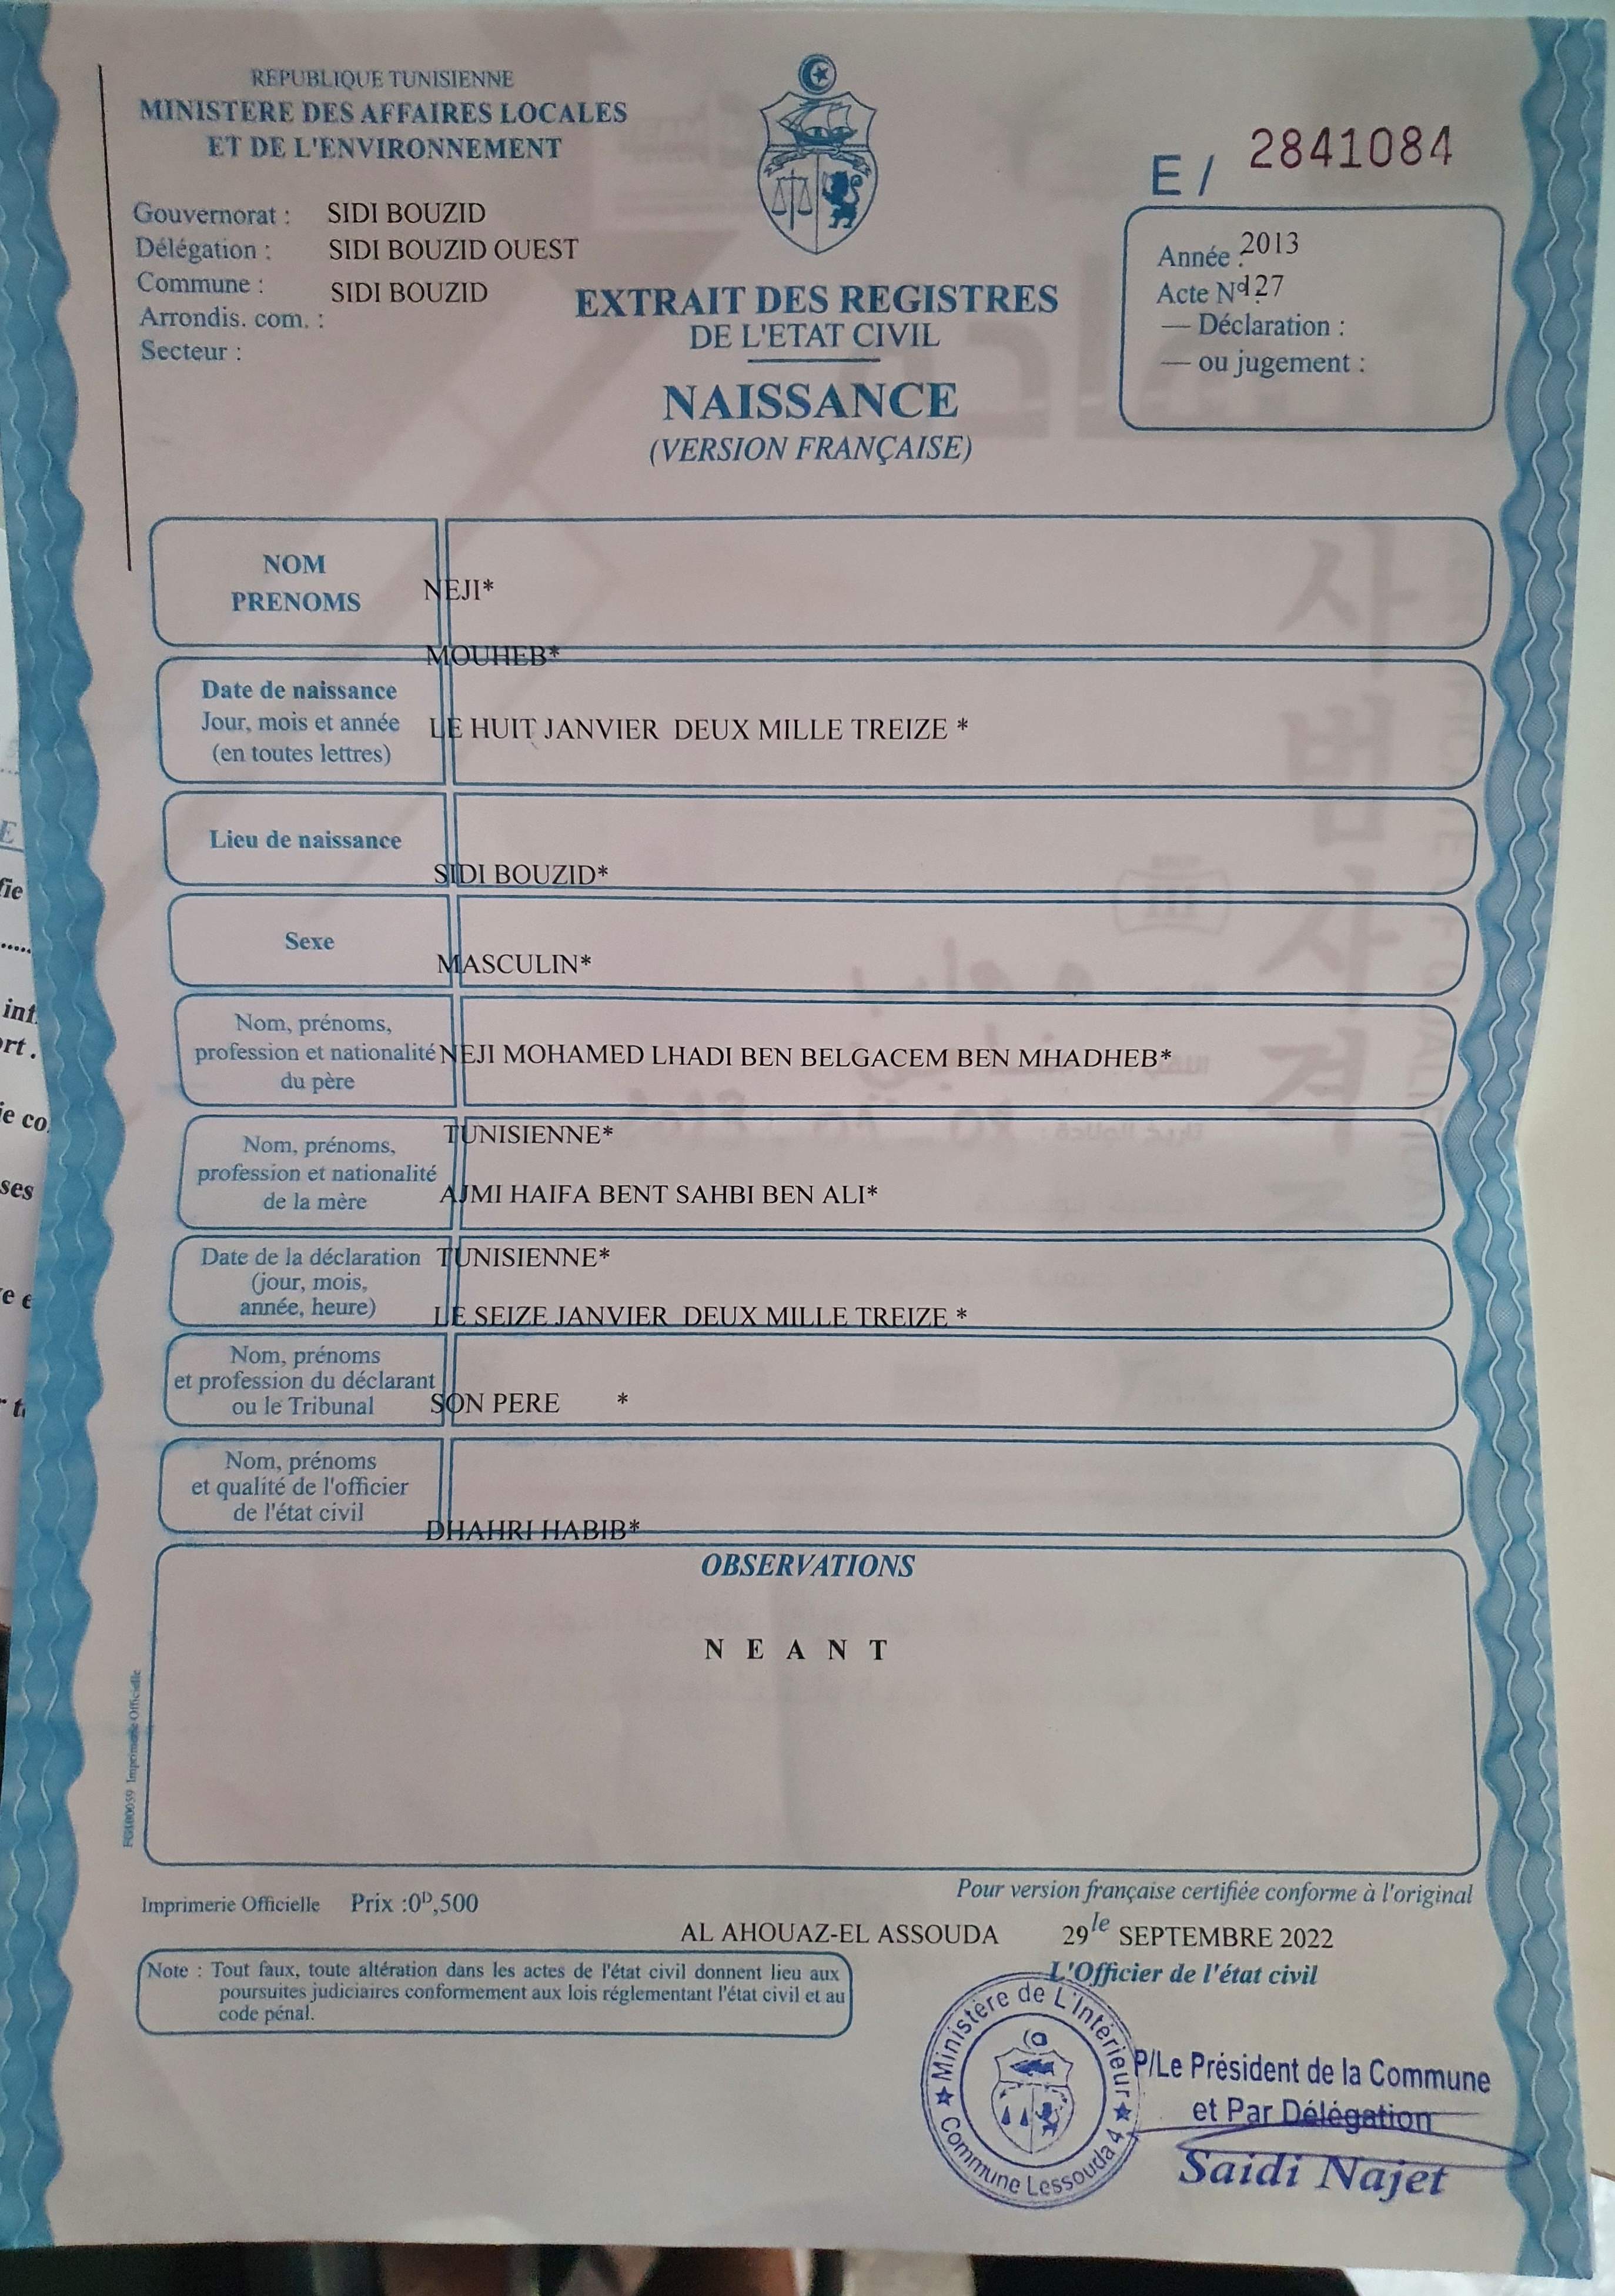 REPUBLIQUE TUNISIENNE
MINISTERE DES AFFAIRES LOCALES
ET DE L'ENVIRONNEMENT
Gouvernorat : SIDI BOUZID
Délégation : SIDI BOUZID OUEST
Commune : SIDI BOUZID
Arrondis. com. :
Secteur :
E / 2841084
Année : 2013
Acte Nº 127
— Déclaration :
— ou jugement :
EXTRAIT DES REGISTRES
DE L'ETAT CIVIL
NAISSANCE
(VERSION FRANÇAISE)
NOM
PRENOMS
NEJI*
MOUHEB*
Date de naissance
Jour, mois et année
(en toutes lettres)
LE HUIT JANVIER DEUX MILLE TREIZE *
Lieu de naissance
SIDI BOUZID*
Sexe
MASCULIN*
Nom, prénoms,
profession et nationalité
du père
NEJI MOHAMED LHADI BEN BELGACEM BEN MHADHEB*
TUNISIENNE*
Nom, prénoms,
profession et nationalité
de la mère
AJMI HAIFA BENT SAHBI BEN ALI*
TUNISIENNE*
Date de la déclaration
(jour, mois,
année, heure)
LE SEIZE JANVIER DEUX MILLE TREIZE *
Nom, prénoms
et profession du déclarant
ou le Tribunal
SON PERE *
Nom, prénoms
et qualité de l'officier
de l'état civil
DHAHRI HABIB*
OBSERVATIONS
N E A N T
Imprimerie Officielle
Imprimerie Officielle Prix :0D,500
Pour version française certifiée conforme à l'original
AL AHOUAZ-EL ASSOUDA 29 le SEPTEMBRE 2022
L'Officier de l'état civil
Note : Tout faux, toute altération dans les actes de l'état civil donnent lieu aux
poursuites judiciaires conformement aux lois réglementant l'état civil et au
code pénal.
Ministère de L'Intérieur
Commune Lessouda 4
P/Le Président de la Commune
et Par Délégation
Saidi Najet